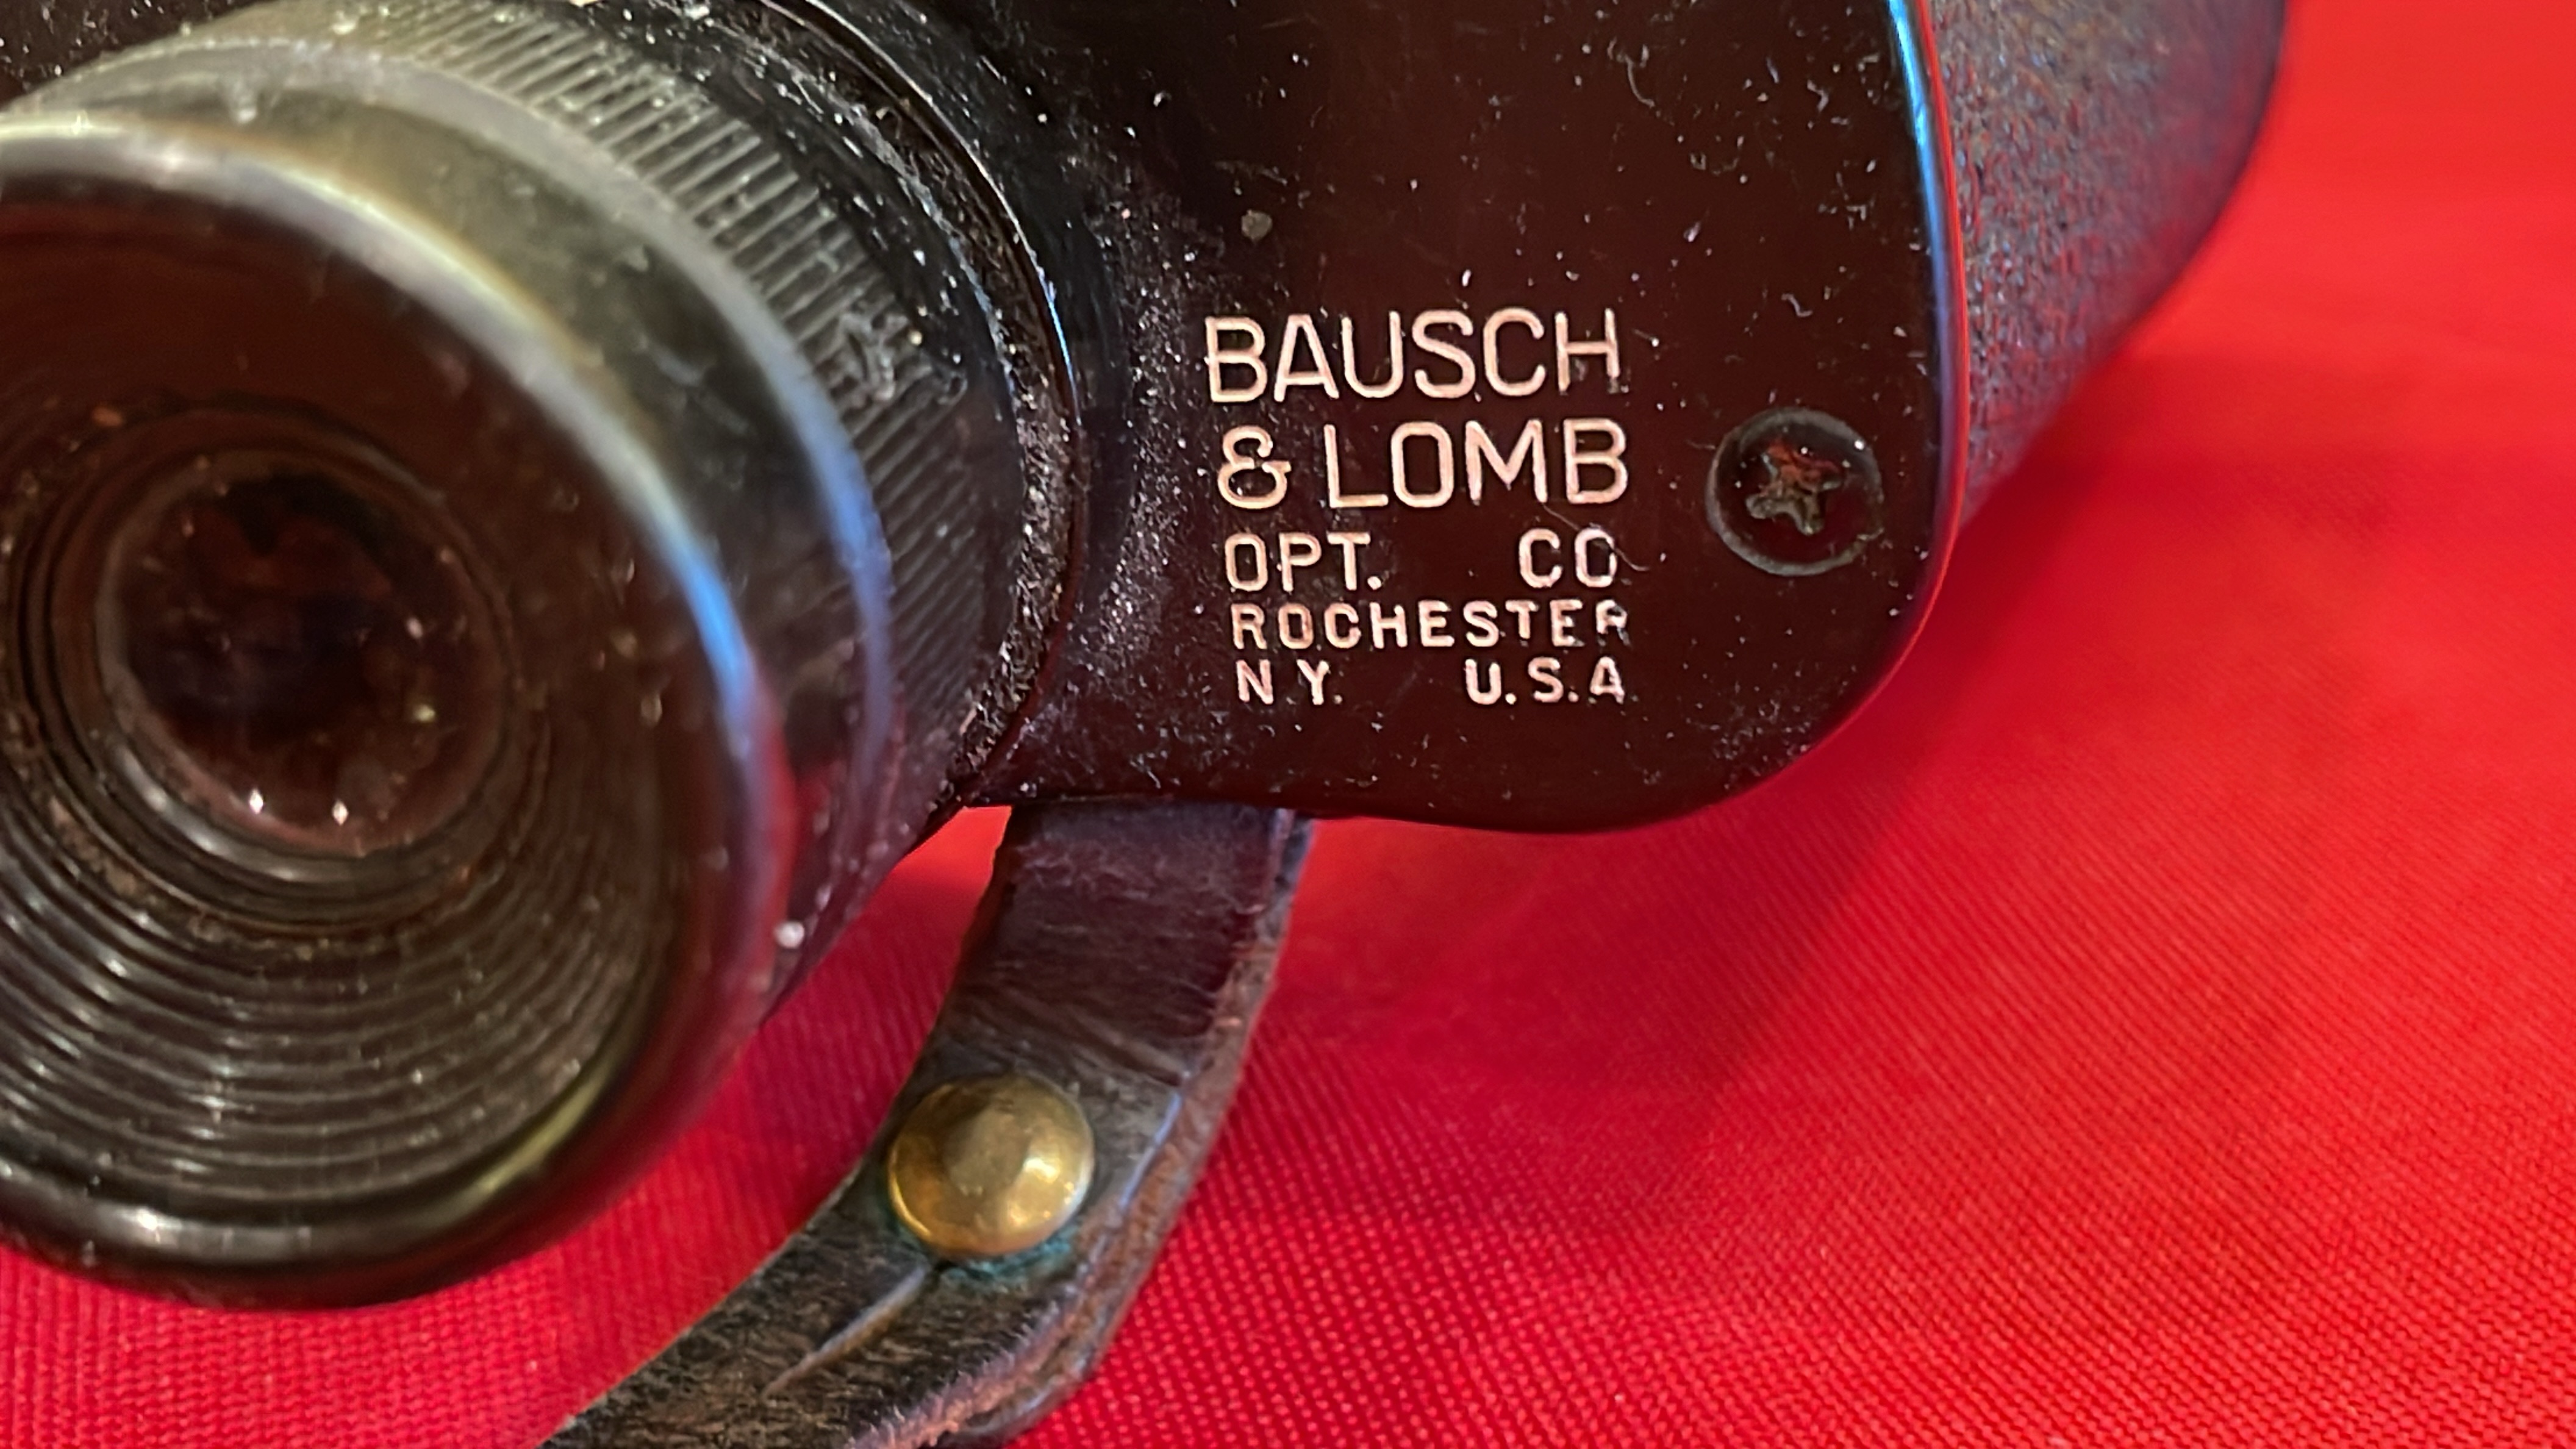 BAUSCH
& LOMB
OPT. CO
ROCHESTER
N Y. U.S.A